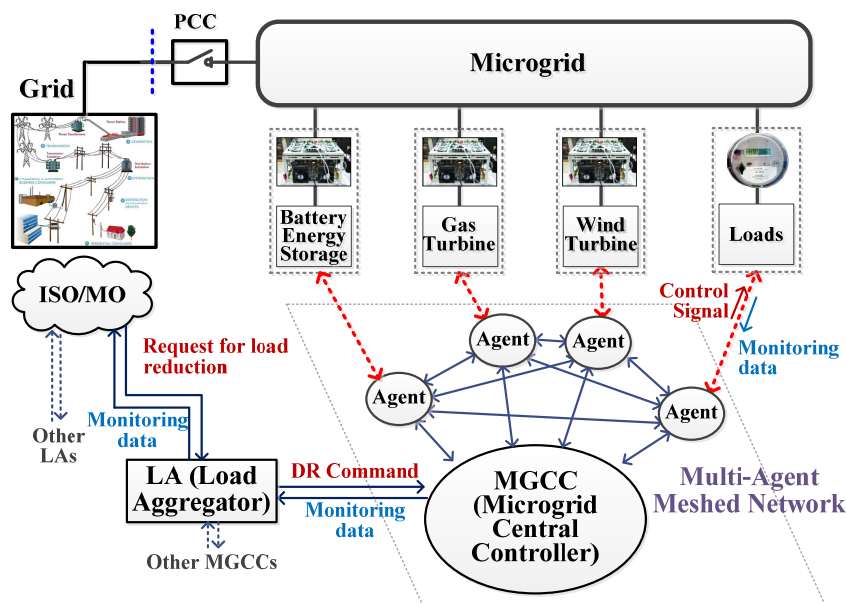 PCC
Microgrid
Grid
Battery
Energy
Storage
Gas
Turbine
Wind
Turbine
Loads
ISO/MO
Control
Signal
Monitoring
data
Request for load
reduction
Agent
Agent
Agent
Agent
Monitoring
data
Other
LAs
LA (Load
Aggregator)
DR Command
Monitoring
data
MGCC
(Microgrid
Central
Controller)
Multi-Agent
Meshed Network
Other MGCCs